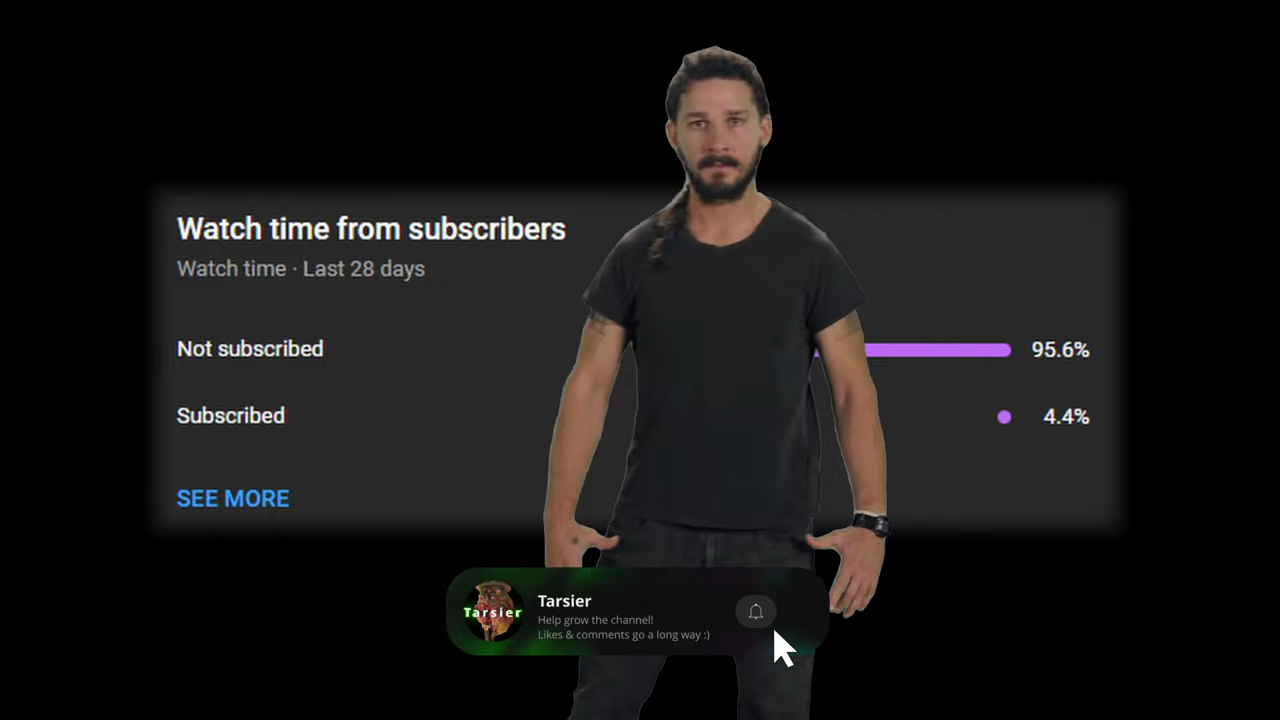 Watch time from subscribers
Watch time · Last 28 days
Not subscribed 95.6%
Subscribed 4.4%
SEE MORE
Tarsier
Tarsier
Help grow the channel!
Likes & comments go a long way :)